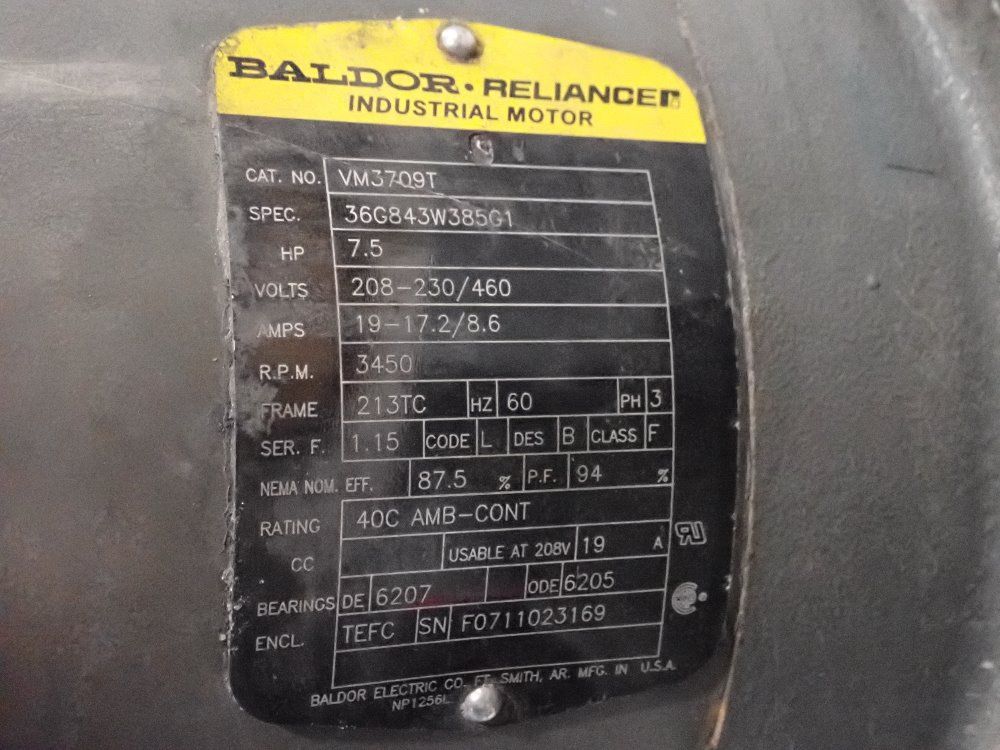 BALDOR • RELIANCE
INDUSTRIAL MOTOR
CAT. NO. VM3709T
SPEC. 36G843W385G1
HP 7.5
VOLTS 208-230/460
AMPS 19-17.2/8.6
R.P.M. 3450
FRAME 213TC HZ 60 PH 3
SER. F. 1.15 CODE L DES B CLASS F
NEMA NOM. EFF. 87.5 % P.F. 94 %
RATING 40C AMB-CONT
CC USABLE AT 208V 19 A
BEARINGS DE 6207 ODE 6205
ENCL. TEFC SN F0711023169
BALDOR ELECTRIC CO. FT. SMITH, AR. MFG. IN U.S.A.
NP1256L